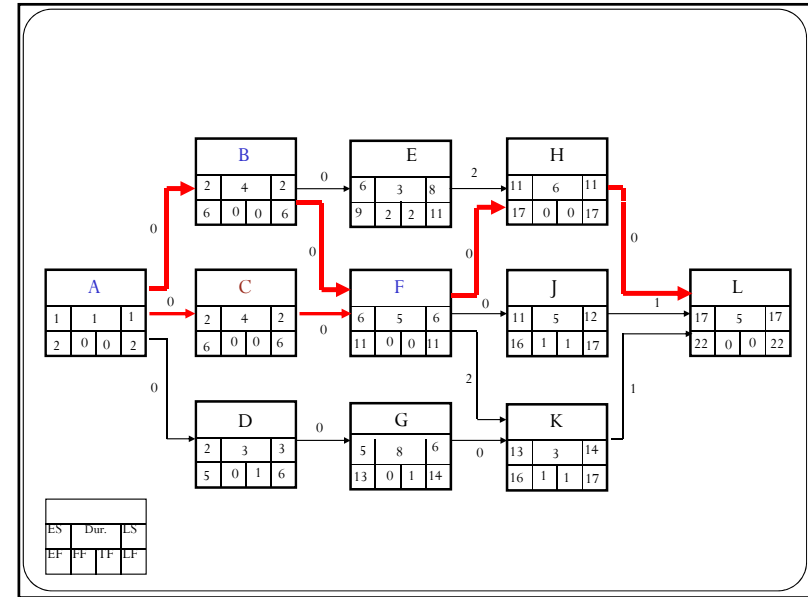 B
2 4 2
6 0 0 6
0
E
6 3 8
9 2 2 11
2
H
11 6 11
17 0 0 17
0
0
0
0
A
1 1 1
2 0 0 2
0
C
2 4 2
6 0 0 6
0
F
6 5 6
11 0 0 11
0
J
11 5 12
16 1 1 17
1
L
17 5 17
22 0 0 22
0
2
1
D
2 3 3
5 0 1 6
0
G
5 8 6
13 0 1 14
0
K
13 3 14
16 1 1 17
ES Dur. LS
EF FF TF LF